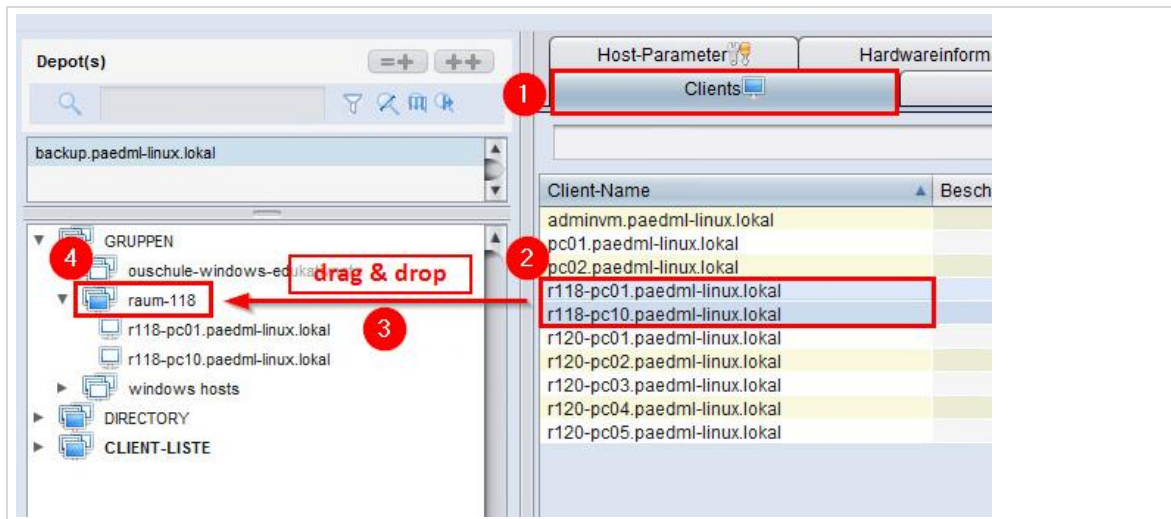 Depot(s)
backup.paedml-linux.lokal
GRUPPEN
4
ouschule-windows-
drag & drop
raum-118
3
r118-pc01.paedml-linux.lokal
r118-pc10.paedml-linux.lokal
windows hosts
DIRECTORY
CLIENT-LISTE
Host-Parameter
Hardwareinform
1
Clients
Client-Name
Besch
adminvm.paedml-linux.lokal
pc01.paedml-linux.lokal
2
pc02.paedml-linux.lokal
r118-pc01.paedml-linux.lokal
r118-pc10.paedml-linux.lokal
r120-pc01.paedml-linux.lokal
r120-pc02.paedml-linux.lokal
r120-pc03.paedml-linux.lokal
r120-pc04.paedml-linux.lokal
r120-pc05.paedml-linux.lokal